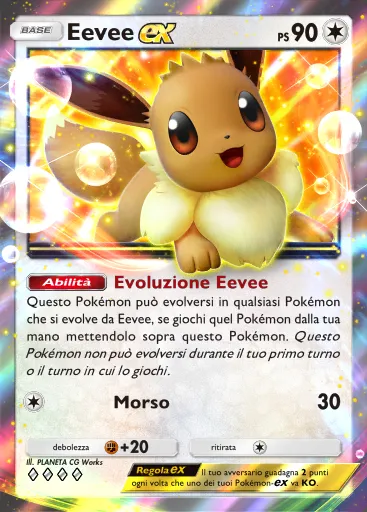 BASE Eevee ex PS 90
Abilità Evoluzione Eevee
Questo Pokémon può evolversi in qualsiasi Pokémon
che si evolve da Eevee, se giochi quel Pokémon dalla tua
mano mettendolo sopra questo Pokémon. Questo
Pokémon non può evolversi durante il tuo primo turno
o il turno in cui lo giochi.
Morso 30
debolezza +20 ritirata
Ill. PLANETA CG Works
Regola ex Il tuo avversario guadagna 2 punti
ogni volta che uno dei tuoi Pokémon-ex va KO.